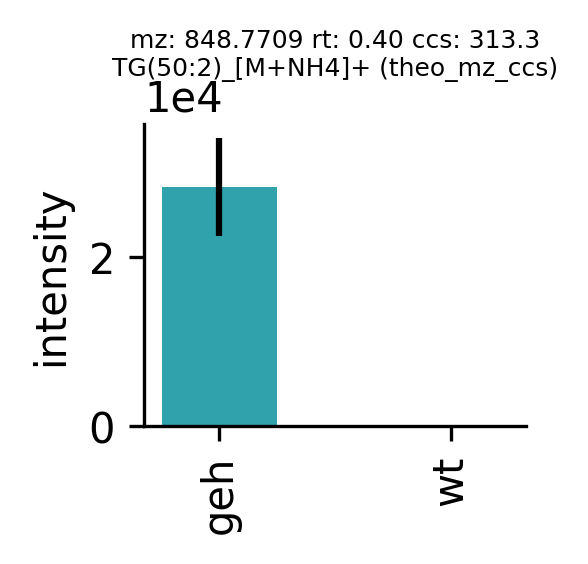 mz: 848.7709 rt: 0.40 ccs: 313.3
TG(50:2)_[M+NH4]+ (theo_mz_ccs)
1e4
intensity
2
0
geh
wt